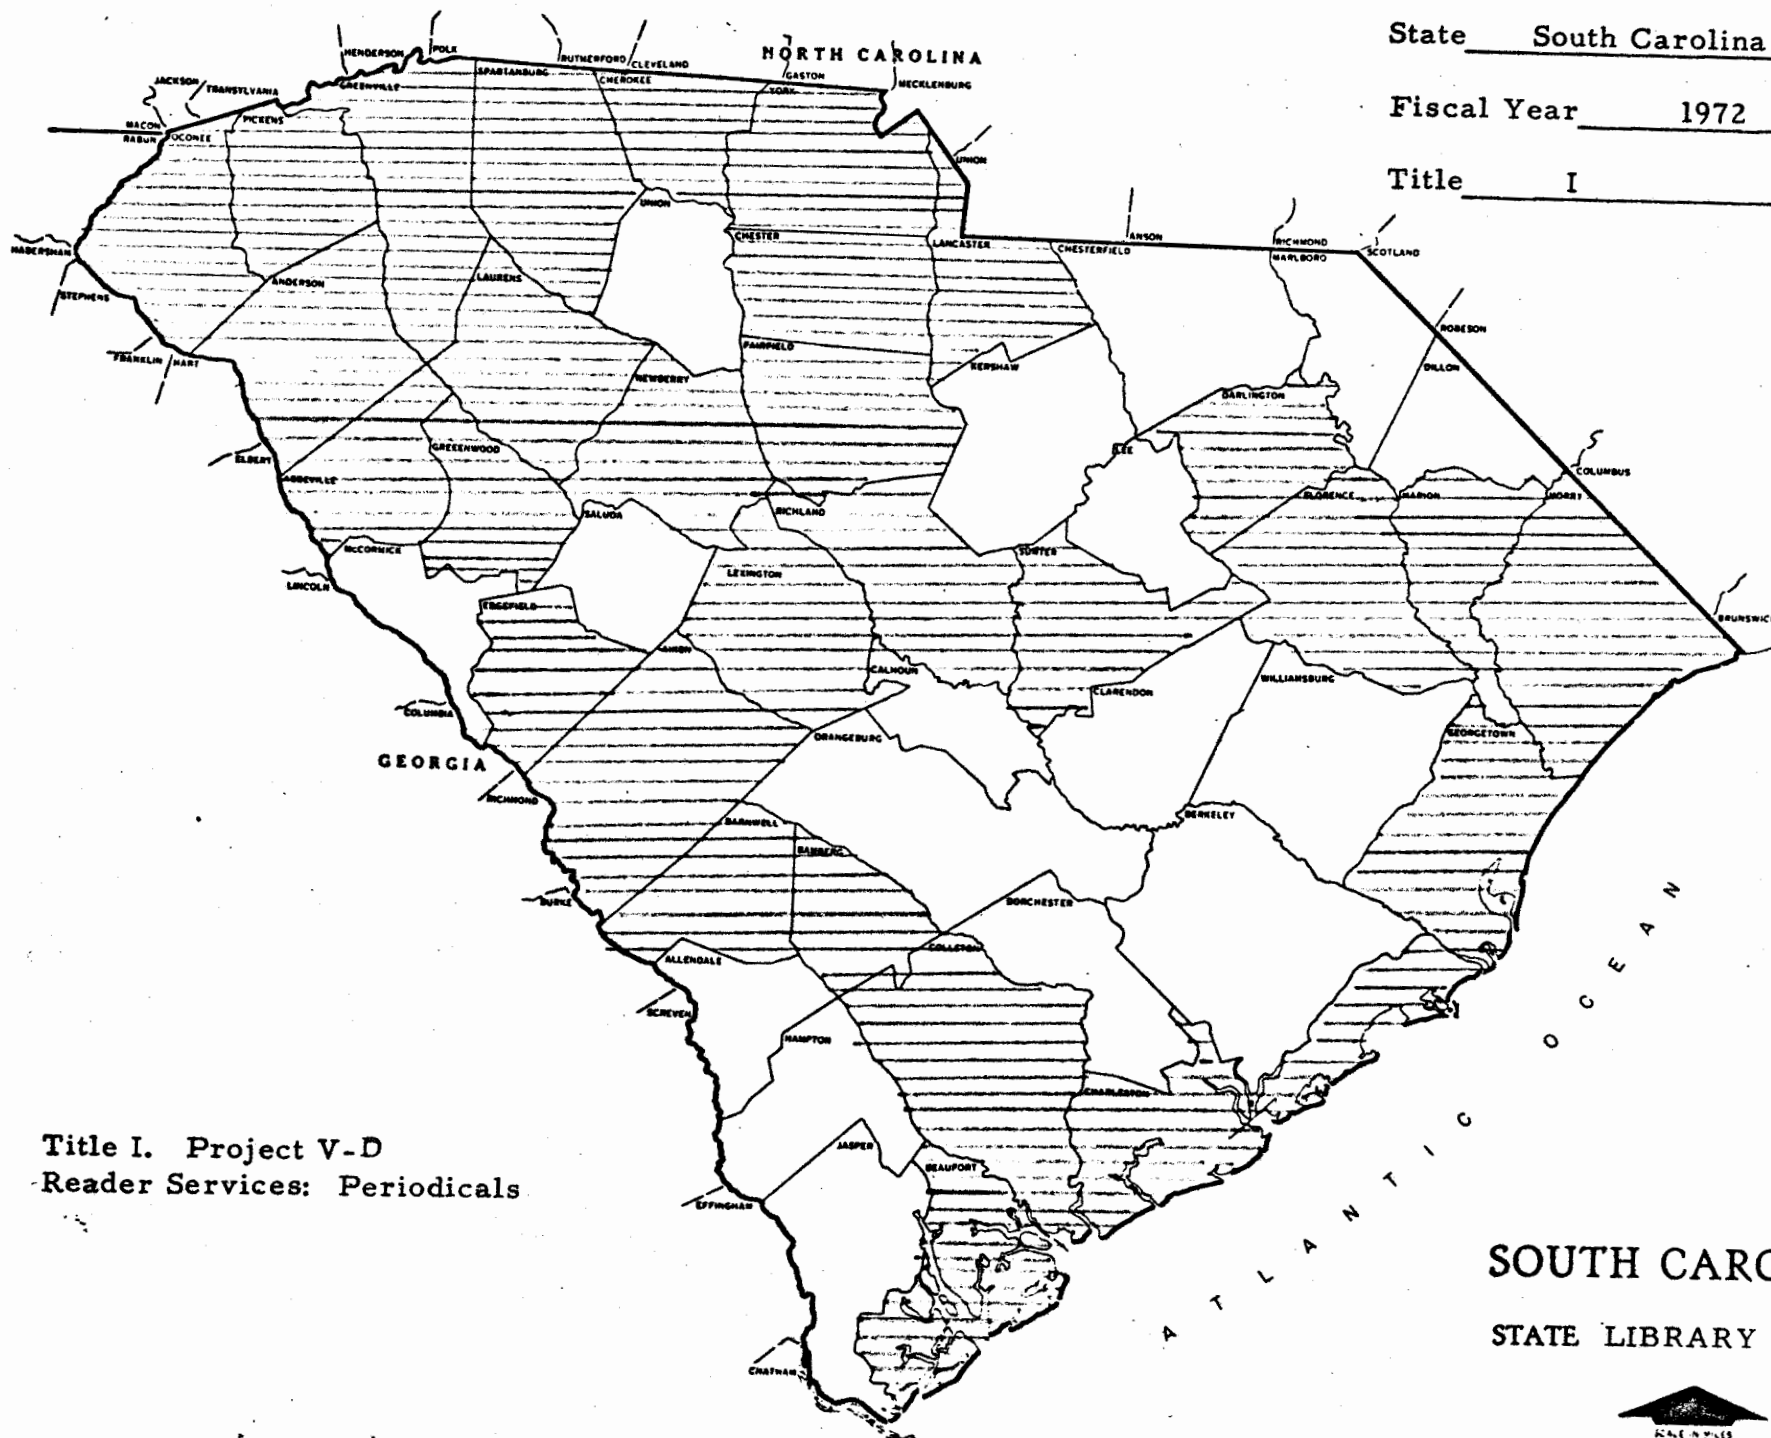 State South Carolina
Fiscal Year 1972
Title I
NORTH CAROLINA
HENDERSON
POLK
RUTHERFORD
CLEVELAND
GASTON
MECKLENBURG
JACKSON
TRANSYLVANIA
GREENVILLE
SPARTANBURG
CHEROKEE
YORK
MACON
RABUN
OCONEE
PICKENS
UNION
UNION
HABERSHAM
STEPHENS
ANDERSON
LAURENS
CHESTER
LANCASTER
CHESTERFIELD
ANSON
RICHMOND
MARLBORO
SCOTLAND
FRANKLIN
HART
NEWBERRY
FAIRFIELD
KERSHAW
DARLINGTON
DILLON
ROBESON
ELBERT
ABBEVILLE
GREENWOOD
LEE
FLORENCE
MARION
HORRY
COLUMBUS
SALUDA
RICHLAND
McCORMICK
LINCOLN
LEXINGTON
SUMTER
EDGEFIELD
AIKEN
CALHOUN
CLARENDON
WILLIAMSBURG
BRUNSWICK
COLUMBIA
GEORGIA
RICHMOND
ORANGEBURG
GEORGETOWN
BARNWELL
BAMBERG
BERKELEY
BURKE
ALLENDALE
COLLETON
DORCHESTER
SCREVEN
HAMPTON
CHARLESTON
JASPER
BEAUFORT
EFFINGHAM
CHATHAM
ATLANTIC OCEAN
Title I. Project V-D
Reader Services: Periodicals
SOUTH CARO
STATE LIBRARY